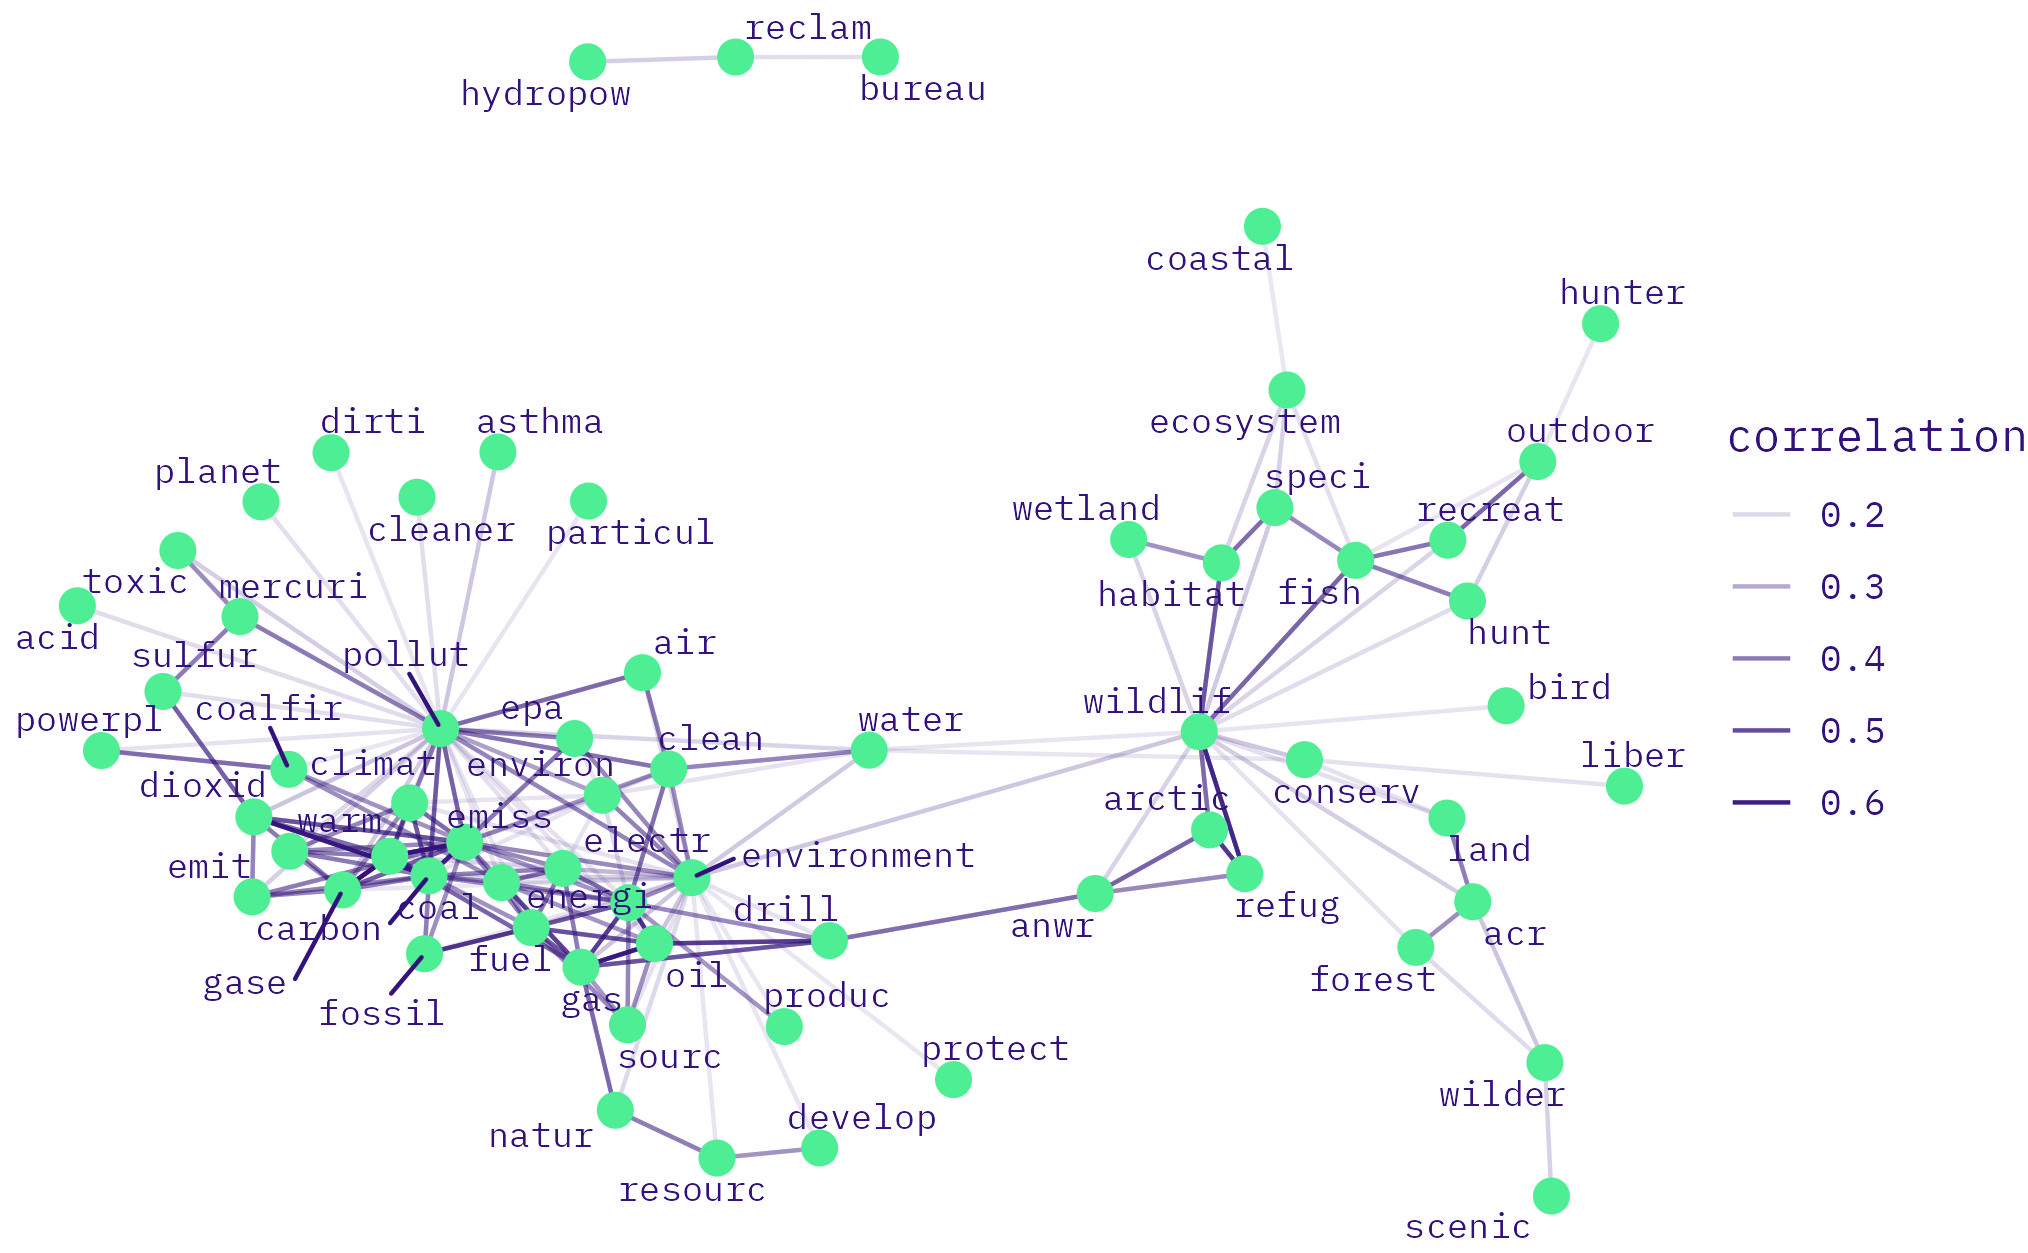 reclam
hydropow
bureau
coastal
hunter
dirti
asthma
ecosystem
outdoor
correlation
planet
speci
cleaner
particul
wetland
recreat
0.2
toxic
mercuri
habitat
fish
0.3
acid
sulfur
pollut
air
hunt
0.4
powerpl
coalfir
epa
clean
water
wildlif
bird
0.5
dioxid
climat
environ
arctic
conserv
liber
0.6
warm
emiss
electr
environment
land
emit
carbon
coal
energi
drill
anwr
refug
acr
gase
fossil
fuel
gas
oil
produc
forest
sourc
protect
natur
develop
wilder
resourc
scenic